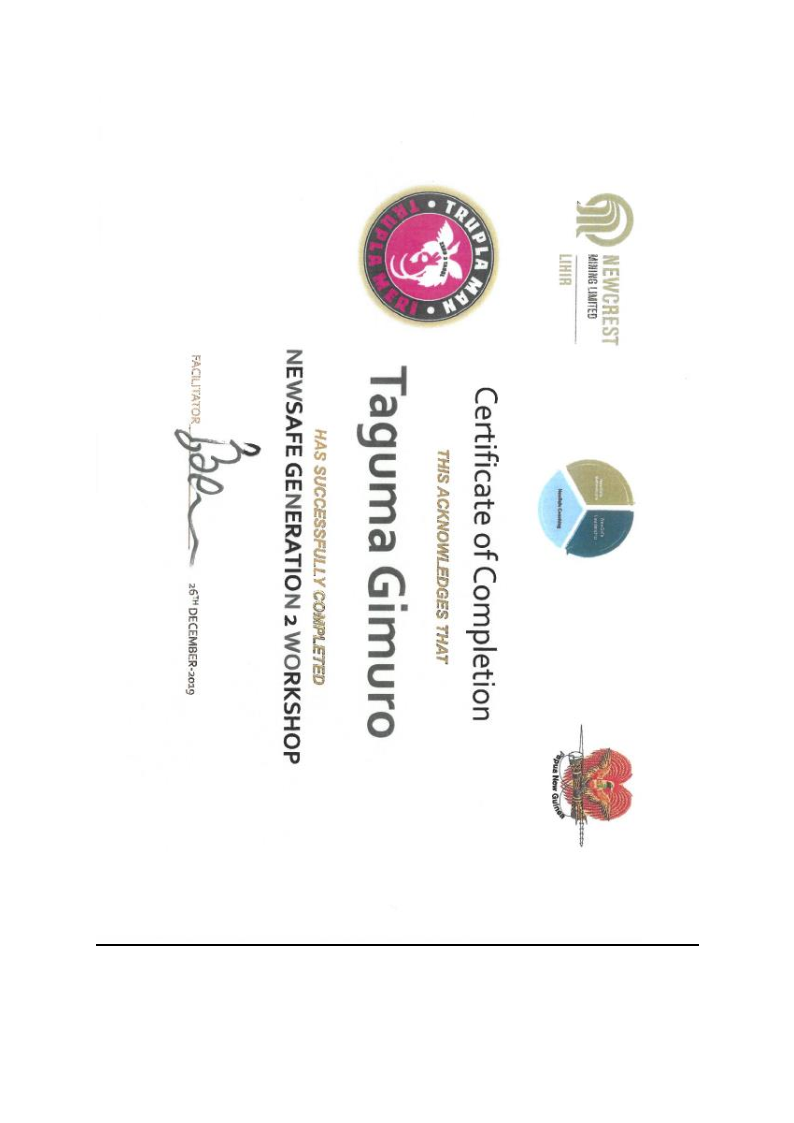 NEWCREST
MINING LIMITED
LIHIR
Papua New Guinea
Certificate of Completion
THIS ACKNOWLEDGES THAT
TRUPLA MAN
TRUPLA MERI
Taguma Gimuro
HAS SUCCESSFULLY COMPLETED
NEWSAFE GENERATION 2 WORKSHOP
FACILITATOR
26TH DECEMBER-2019